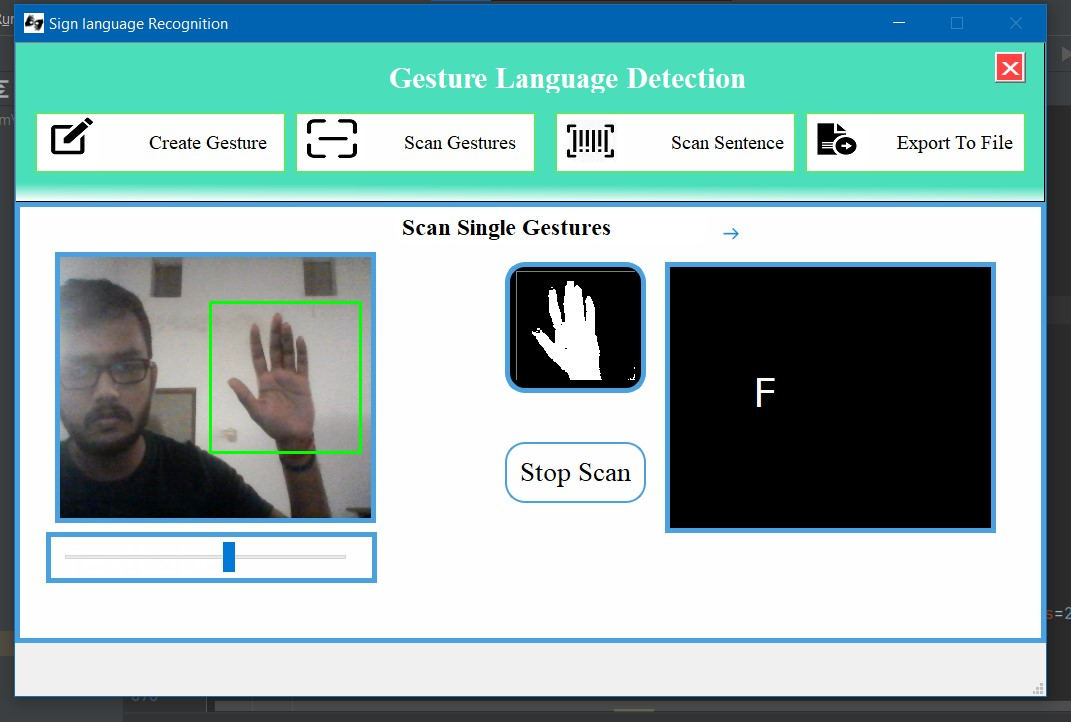 Sign language Recognition
Gesture Language Detection
Create Gesture
Scan Gestures
Scan Sentence
Export To File
Scan Single Gestures
F
Stop Scan
s=2